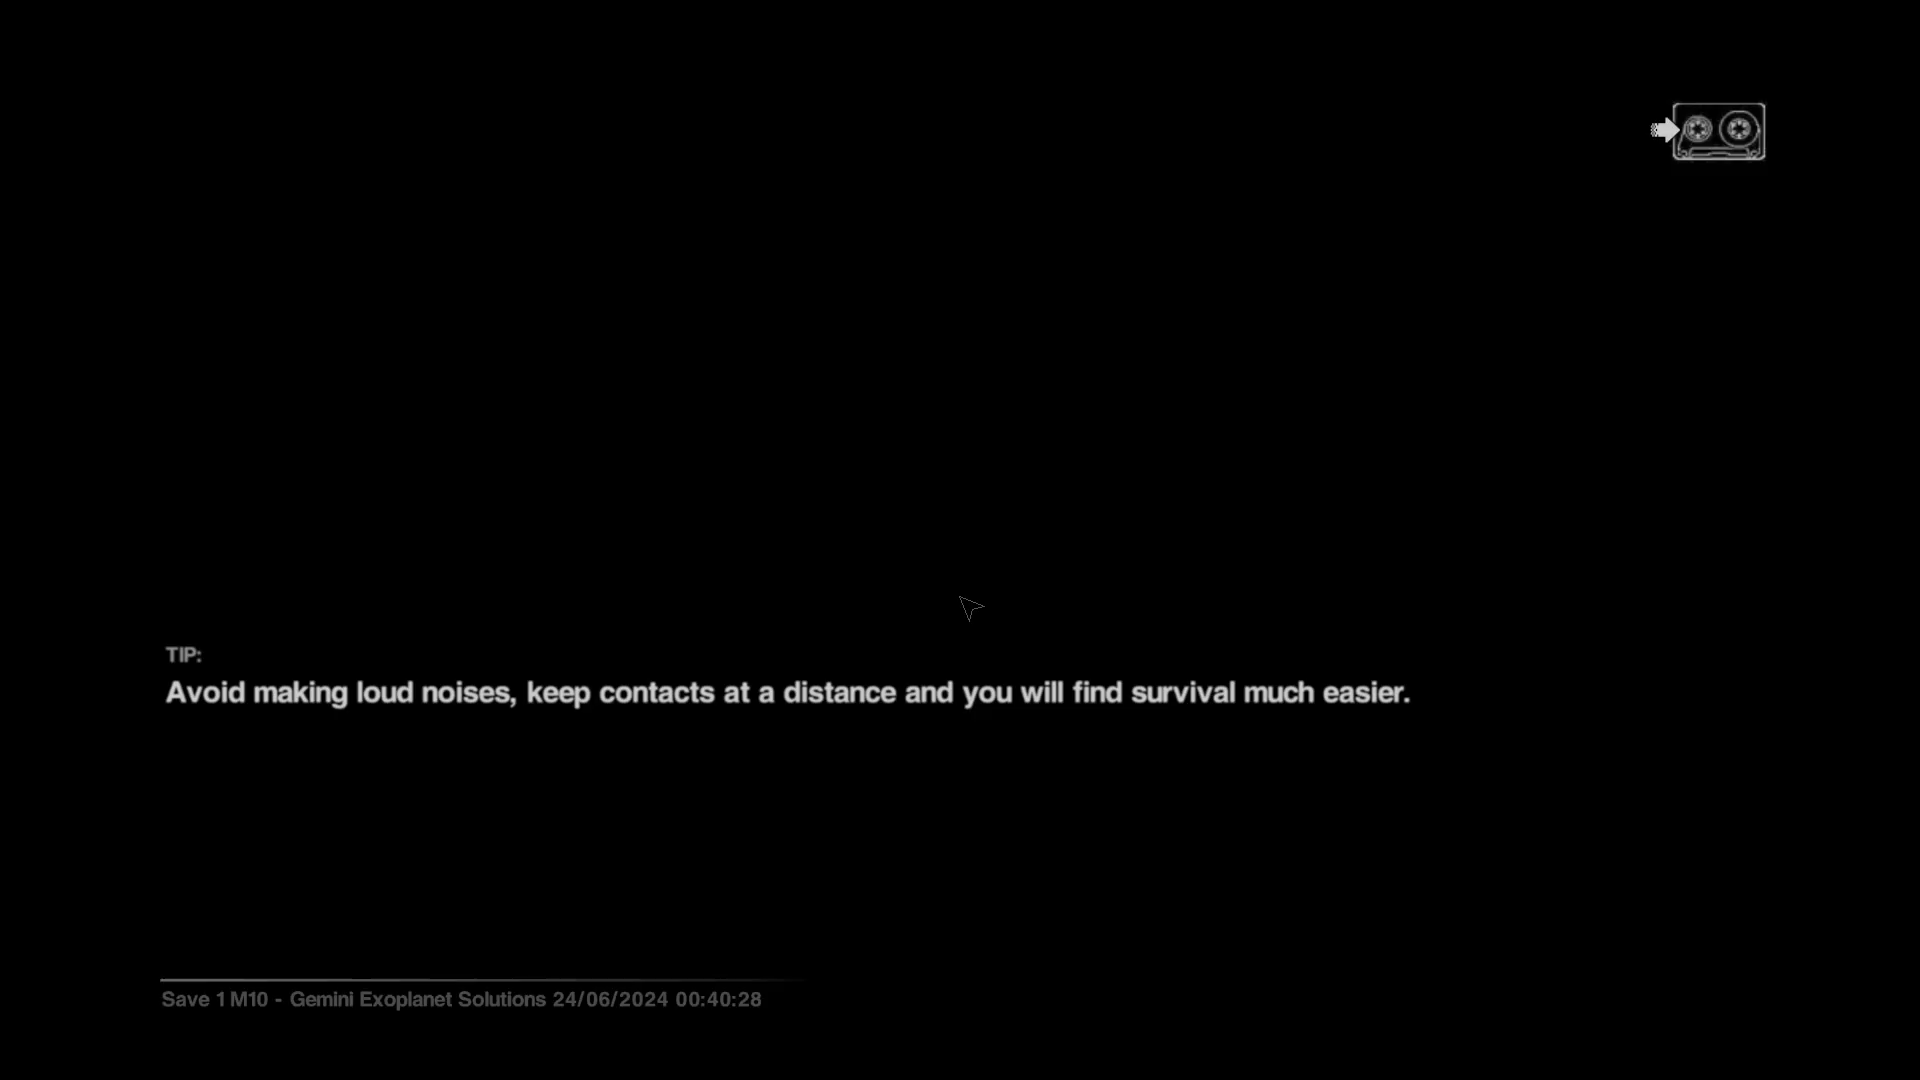 TIP:
Avoid making loud noises, keep contacts at a distance and you will find survival much easier.
Save 1 M10 - Gemini Exoplanet Solutions 24/06/2024 00:40:28